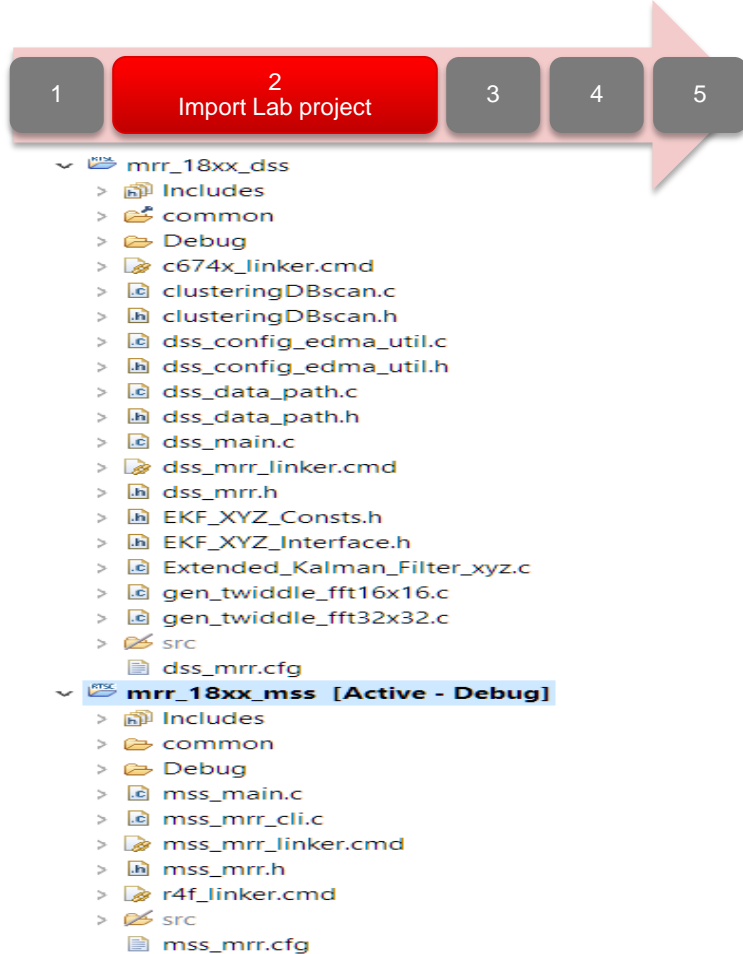 1
2
Import Lab project
3
4
5
mrr_18xx_dss
Includes
common
Debug
c674x_linker.cmd
clusteringDBscan.c
clusteringDBscan.h
dss_config_edma_util.c
dss_config_edma_util.h
dss_data_path.c
dss_data_path.h
dss_main.c
dss_mrr_linker.cmd
dss_mrr.h
EKF_XYZ_Consts.h
EKF_XYZ_Interface.h
Extended_Kalman_Filter_xyz.c
gen_twiddle_fft16x16.c
gen_twiddle_fft32x32.c
src
dss_mrr.cfg
mrr_18xx_mss [Active - Debug]
Includes
common
Debug
mss_main.c
mss_mrr_cli.c
mss_mrr_linker.cmd
mss_mrr.h
r4f_linker.cmd
src
mss_mrr.cfg